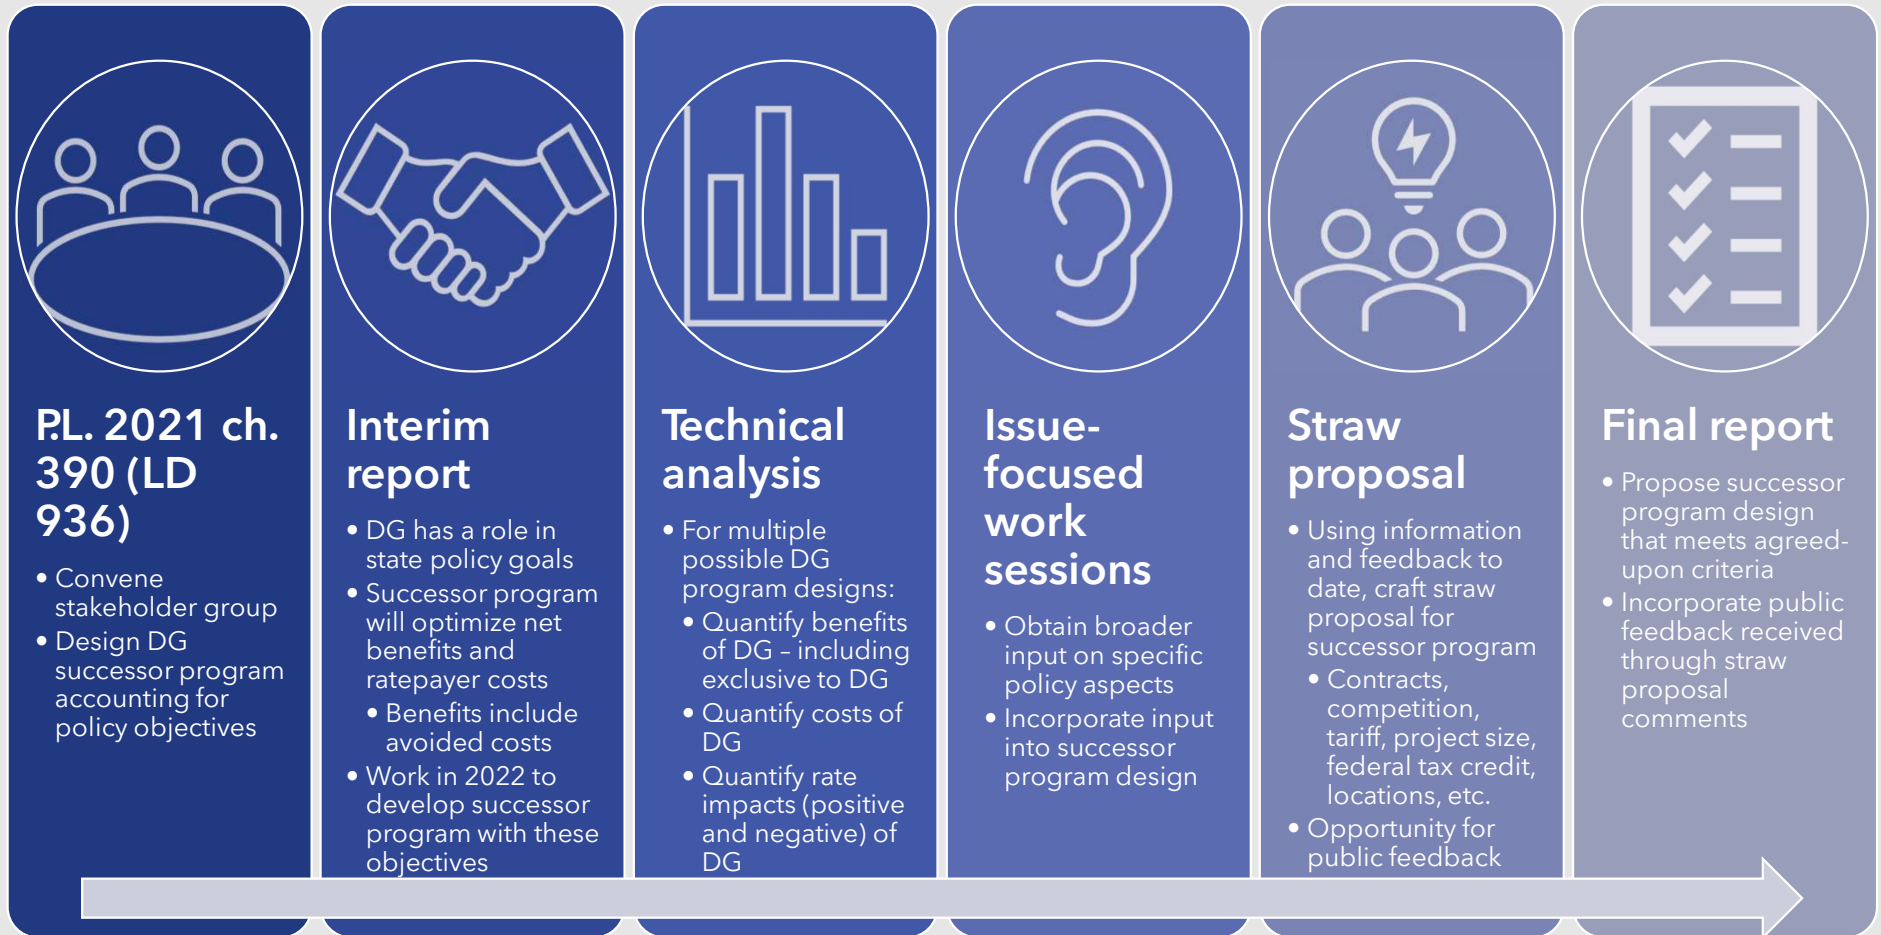 P.L. 2021 ch.
390 (LD
936)
• Convene
stakeholder group
• Design DG
successor program
accounting for
policy objectives
Interim
report
• DG has a role in
state policy goals
• Successor program
will optimize net
benefits and
ratepayer costs
• Benefits include
avoided costs
• Work in 2022 to
develop successor
program with these
objectives
Technical
analysis
• For multiple
possible DG
program designs:
• Quantify benefits
of DG – including
exclusive to DG
• Quantify costs of
DG
• Quantify rate
impacts (positive
and negative) of
DG
Issue-
focused
work
sessions
• Obtain broader
input on specific
policy aspects
• Incorporate input
into successor
program design
Straw
proposal
• Using information
and feedback to
date, craft straw
proposal for
successor program
• Contracts,
competition,
tariff, project size,
federal tax credit,
locations, etc.
• Opportunity for
public feedback
Final report
• Propose successor
program design
that meets agreed-
upon criteria
• Incorporate public
feedback received
through straw
proposal
comments